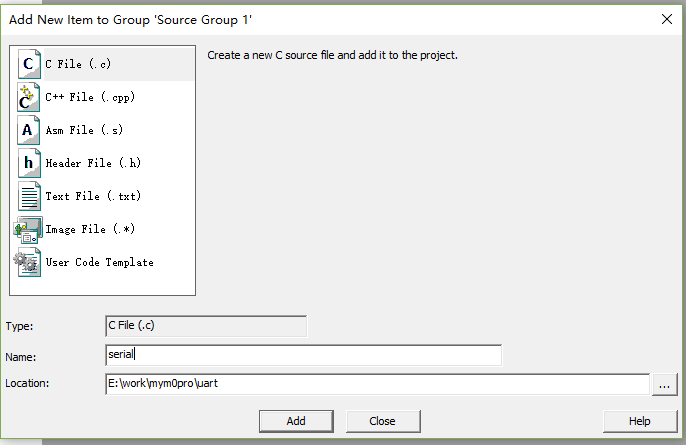 Add New Item to Group 'Source Group 1'
C File (.c)
Create a new C source file and add it to the project.
C++ File (.cpp)
Asm File (.s)
Header File (.h)
Text File (.txt)
Image File (.*)
User Code Template
Type:
C File (.c)
Name:
serial
Location:
E:\work\mym0pro\uart
...
Add
Close
Help